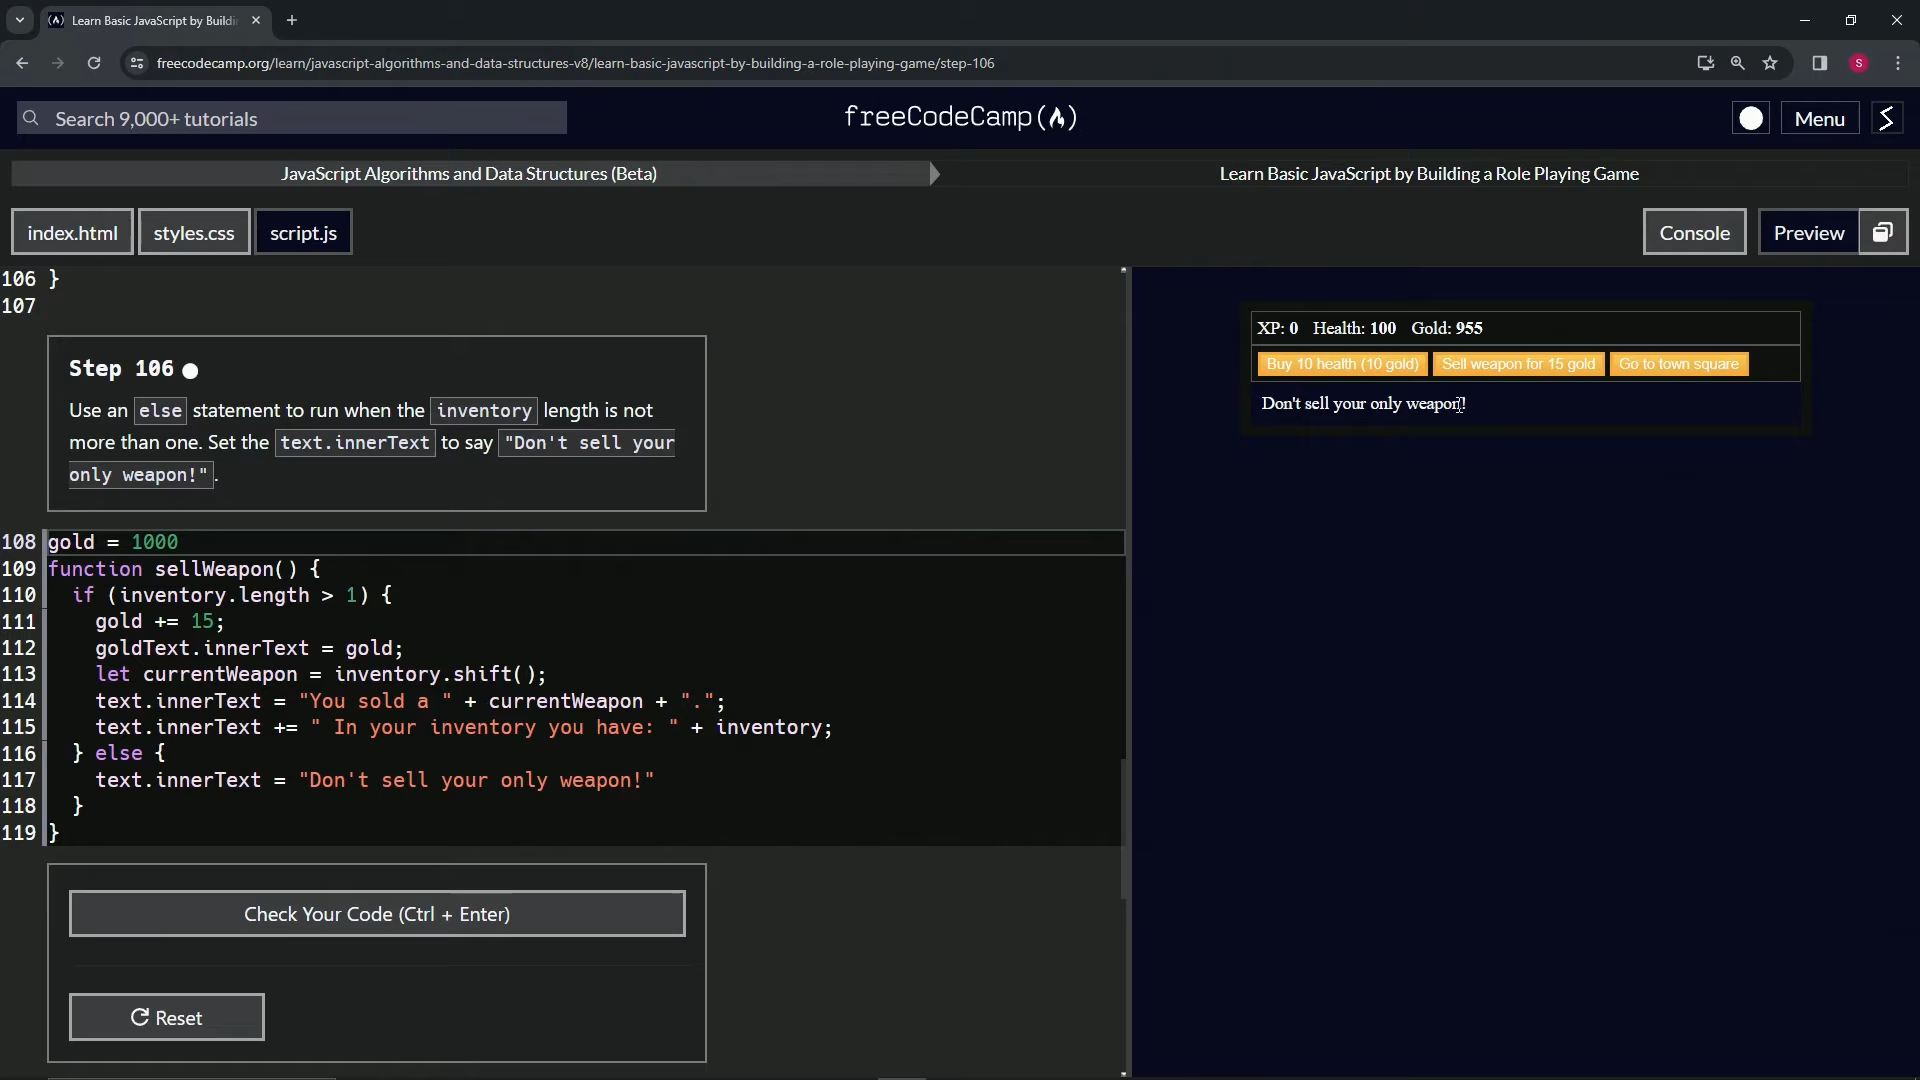 Learn Basic JavaScript by Buildi
freecodecamp.org/learn/javascript-algorithms-and-data-structures-v8/learn-basic-javascript-by-building-a-role-playing-game/step-106
S
Search 9,000+ tutorials
freeCodeCamp
Menu
JavaScript Algorithms and Data Structures (Beta)
Learn Basic JavaScript by Building a Role Playing Game
index.html
styles.css
script.js
Console
Preview
106 }
107
Step 106
Use an else statement to run when the inventory length is not
more than one. Set the text.innerText to say "Don't sell your
only weapon!".
108 gold = 1000
109 function sellWeapon() {
110 if (inventory.length > 1) {
111 gold += 15;
112 goldText.innerText = gold;
113 let currentWeapon = inventory.shift();
114 text.innerText = "You sold a " + currentWeapon + ".";
115 text.innerText += " In your inventory you have: " + inventory;
116 } else {
117 text.innerText = "Don't sell your only weapon!"
118 }
119 }
Check Your Code (Ctrl + Enter)
Reset
XP: 0 Health: 100 Gold: 955
Buy 10 health (10 gold)
Sell weapon for 15 gold
Go to town square
Don't sell your only weapon!